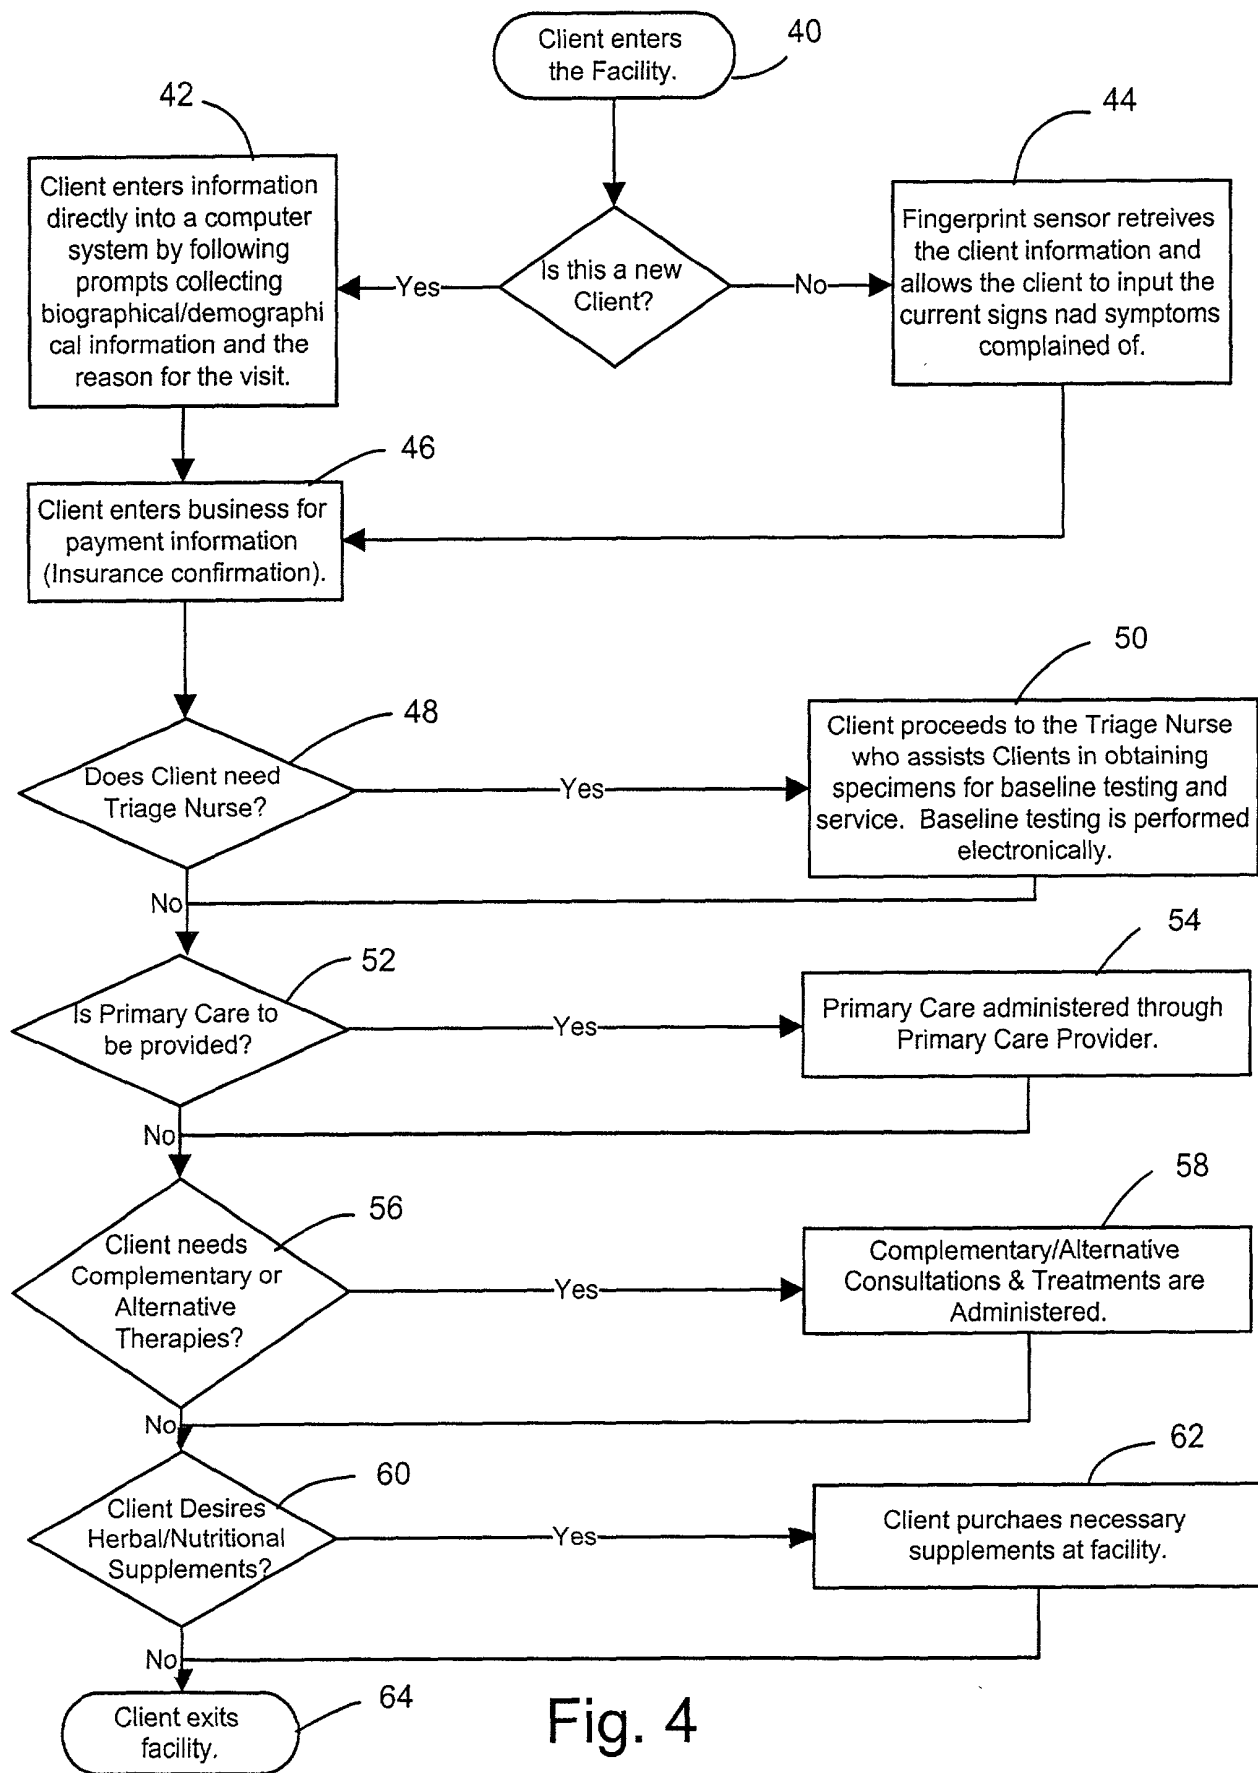 Client enters
the Facility.
40
42
44
Client enters information
directly into a computer
system by following
prompts collecting
biographical/demographi
cal information and the
reason for the visit.
Yes
Is this a new
Client?
No
Fingerprint sensor retreives
the client information and
allows the client to input the
current signs nad symptoms
complained of.
46
Client enters business for
payment information
(Insurance confirmation).
48
Does Client need
Triage Nurse?
Yes
50
Client proceeds to the Triage Nurse
who assists Clients in obtaining
specimens for baseline testing and
service. Baseline testing is performed
electronically.
No
52
Is Primary Care to
be provided?
Yes
54
Primary Care administered through
Primary Care Provider.
No
56
Client needs
Complementary or
Alternative
Therapies?
Yes
58
Complementary/Alternative
Consultations & Treatments are
Administered.
No
60
Client Desires
Herbal/Nutritional
Supplements?
Yes
62
Client purchaes necessary
supplements at facility.
No
64
Client exits
facility.
Fig. 4